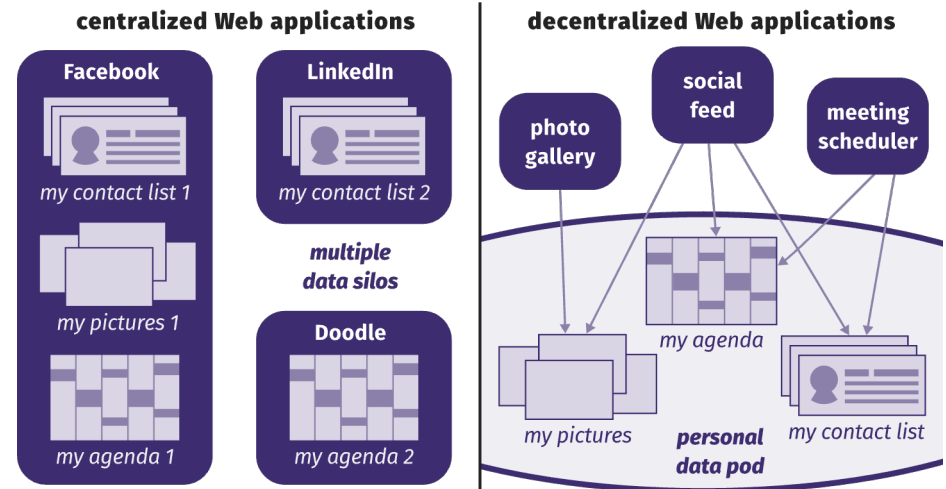 centralized Web applications
Facebook
my contact list 1
my pictures 1
my agenda 1
LinkedIn
my contact list 2
multiple
data silos
Doodle
my agenda 2
decentralized Web applications
photo
gallery
social
feed
meeting
scheduler
my agenda
my pictures
my contact list
personal
data pod